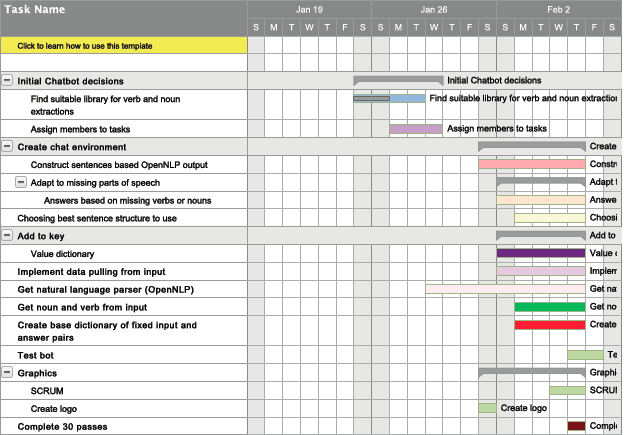 Task Name
Jan 19 Jan 26 Feb 2
S M T W T F S S M T W T F S S M T W T F S
Click to learn how to use this template
Initial Chatbot decisions Initial Chatbot decisions
Find suitable library for verb and noun Find suitable library for verb and noun extraction
extractions
Assign members to tasks Assign members to tasks
Create chat environment Create
Construct sentences based OpenNLP output Constr
Adapt to missing parts of speech Adapt f
Answers based on missing verbs or nouns Answe
Choosing best sentence structure to use Choosi
Add to key Add to
Value dictionary Value d
Implement data pulling from input Implem
Get natural language parser (OpenNLP) Get nat
Get noun and verb from input Get no
Create base dictionary of fixed input and Create
answer pairs
Test bot Te
Graphics Graphi
SCRUM SCRUM
Create logo Create logo
Complete 30 passes Comple